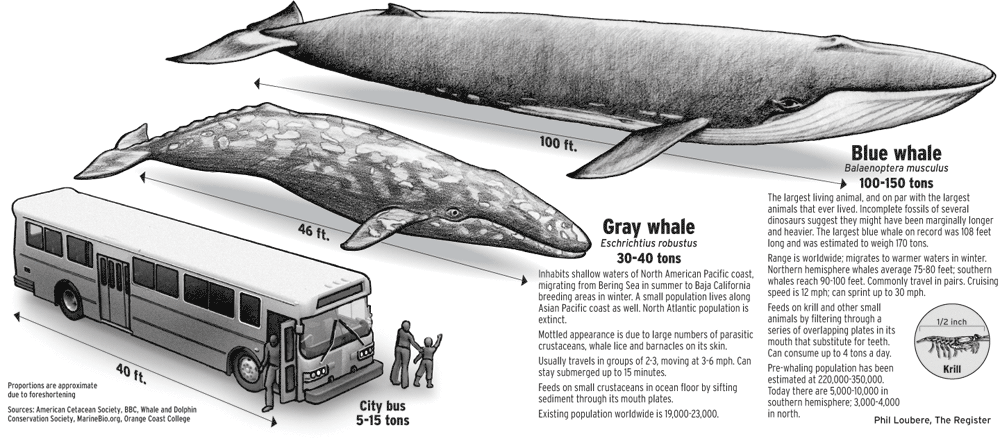 100 ft.
Blue whale
Balaenoptera musculus
100-150 tons
The largest living animal, and on par with the largest
animals that ever lived. Incomplete fossils of several
dinosaurs suggest they might have been marginally longer
and heavier. The largest blue whale on record was 108 feet
long and was estimated to weigh 170 tons.
Range is worldwide; migrates to warmer waters in winter.
Northern hemisphere whales average 75-80 feet; southern
whales reach 90-100 feet. Commonly travel in pairs. Cruising
speed is 12 mph; can sprint up to 30 mph.
Feeds on krill and other small
animals by filtering through a
series of overlapping plates in its
mouth that substitute for teeth.
Can consume up to 4 tons a day.
Pre-whaling population has been
estimated at 220,000-350,000.
Today there are 5,000-10,000 in
southern hemisphere; 3,000-4,000
in north.
1/2 inch
Krill
Phil Loubere, The Register
46 ft.
Gray whale
Eschrichtius robustus
30-40 tons
Inhabits shallow waters of North American Pacific coast,
migrating from Bering Sea in summer to Baja California
breeding areas in winter. A small population lives along
Asian Pacific coast as well. North Atlantic population is
extinct.
Mottled appearance is due to large numbers of parasitic
crustaceans, whale lice and barnacles on its skin.
Usually travels in groups of 2-3, moving at 3-6 mph. Can
stay submerged up to 15 minutes.
Feeds on small crustaceans in ocean floor by sifting
sediment through its mouth plates.
Existing population worldwide is 19,000-23,000.
40 ft.
City bus
5-15 tons
Proportions are approximate
due to foreshortening
Sources: American Cetacean Society, BBC, Whale and Dolphin
Conservation Society, MarineBio.org, Orange Coast College